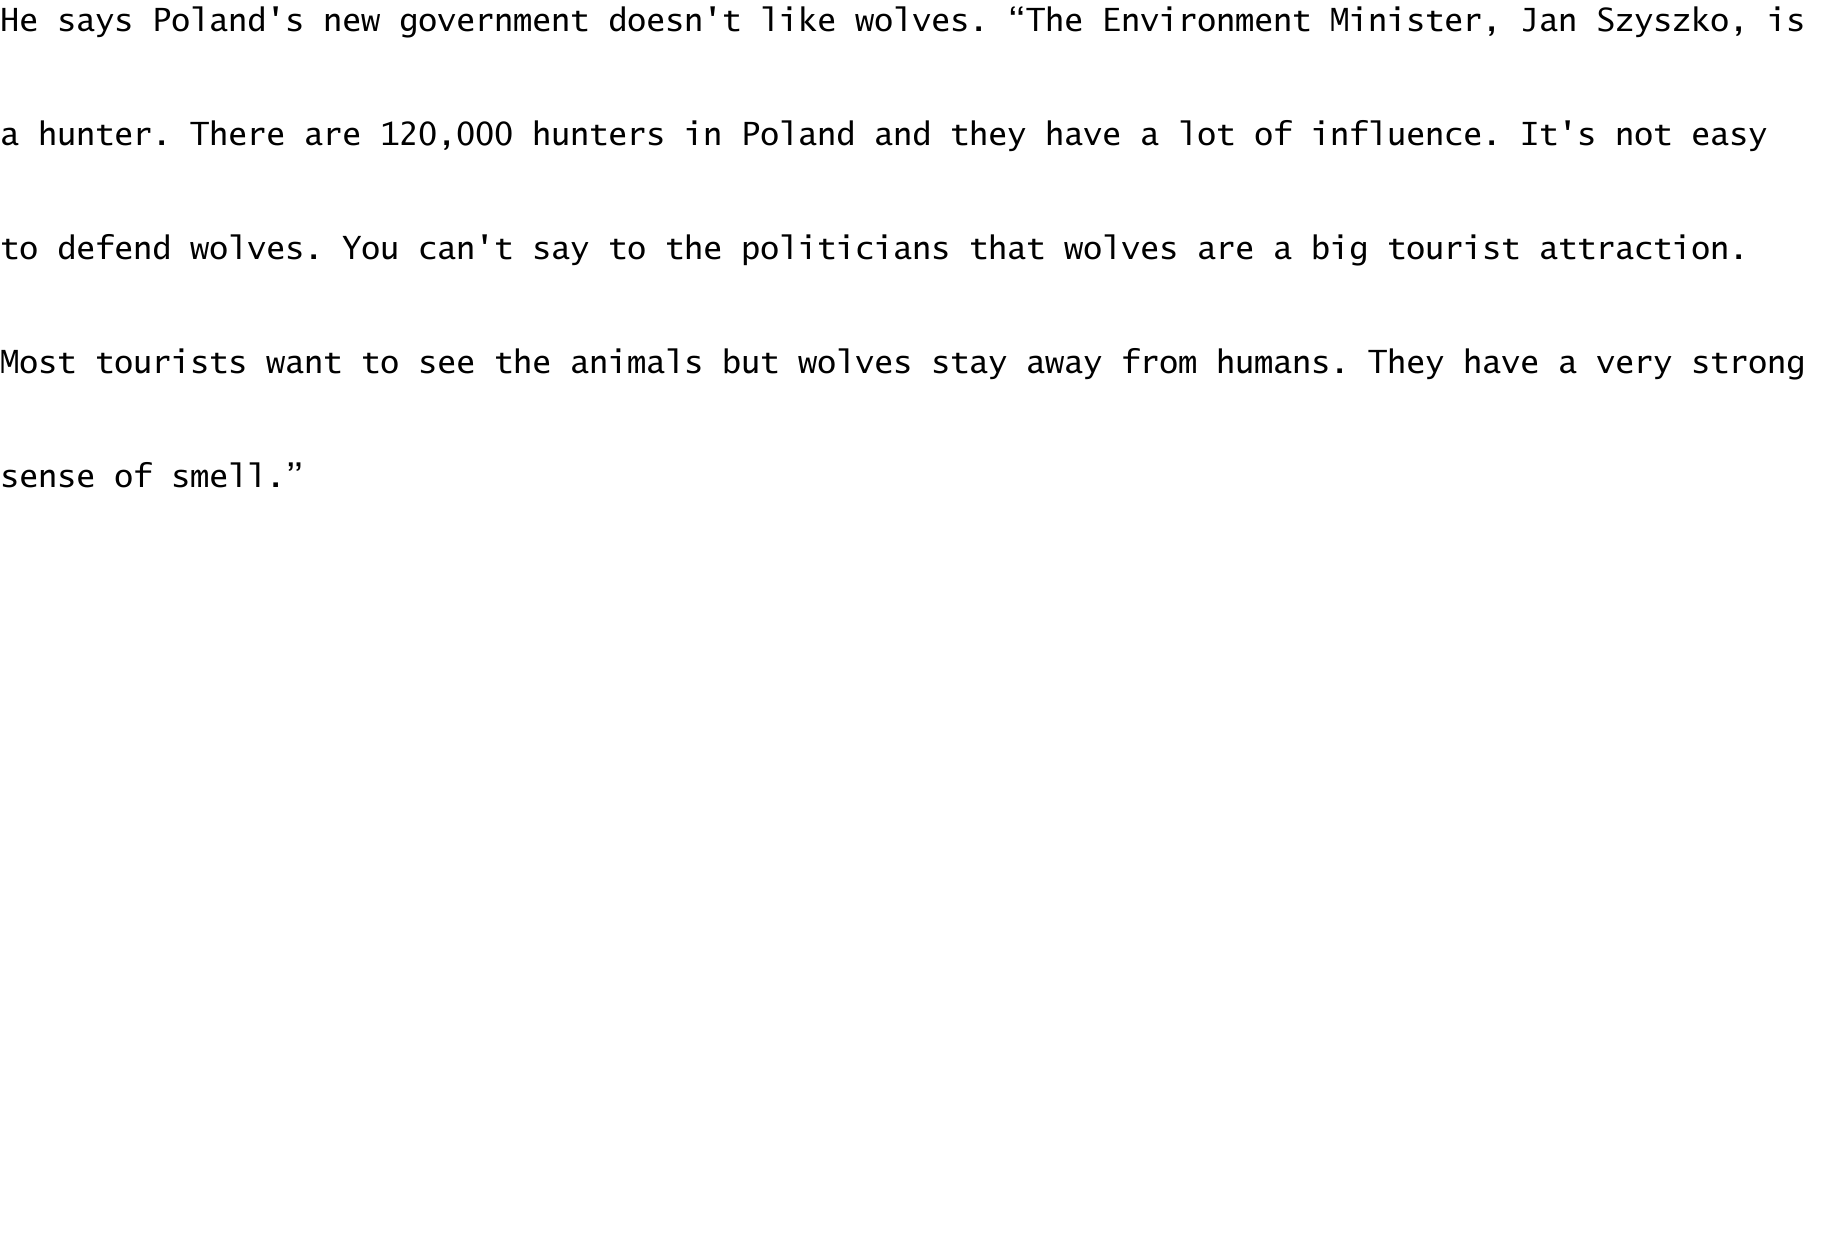 He says Poland's new government doesn't like wolves. “The Environment Minister, Jan Szyszko, is
a hunter. There are 120,000 hunters in Poland and they have a lot of influence. It's not easy
to defend wolves. You can't say to the politicians that wolves are a big tourist attraction.
Most tourists want to see the animals but wolves stay away from humans. They have a very strong
sense of smell.”